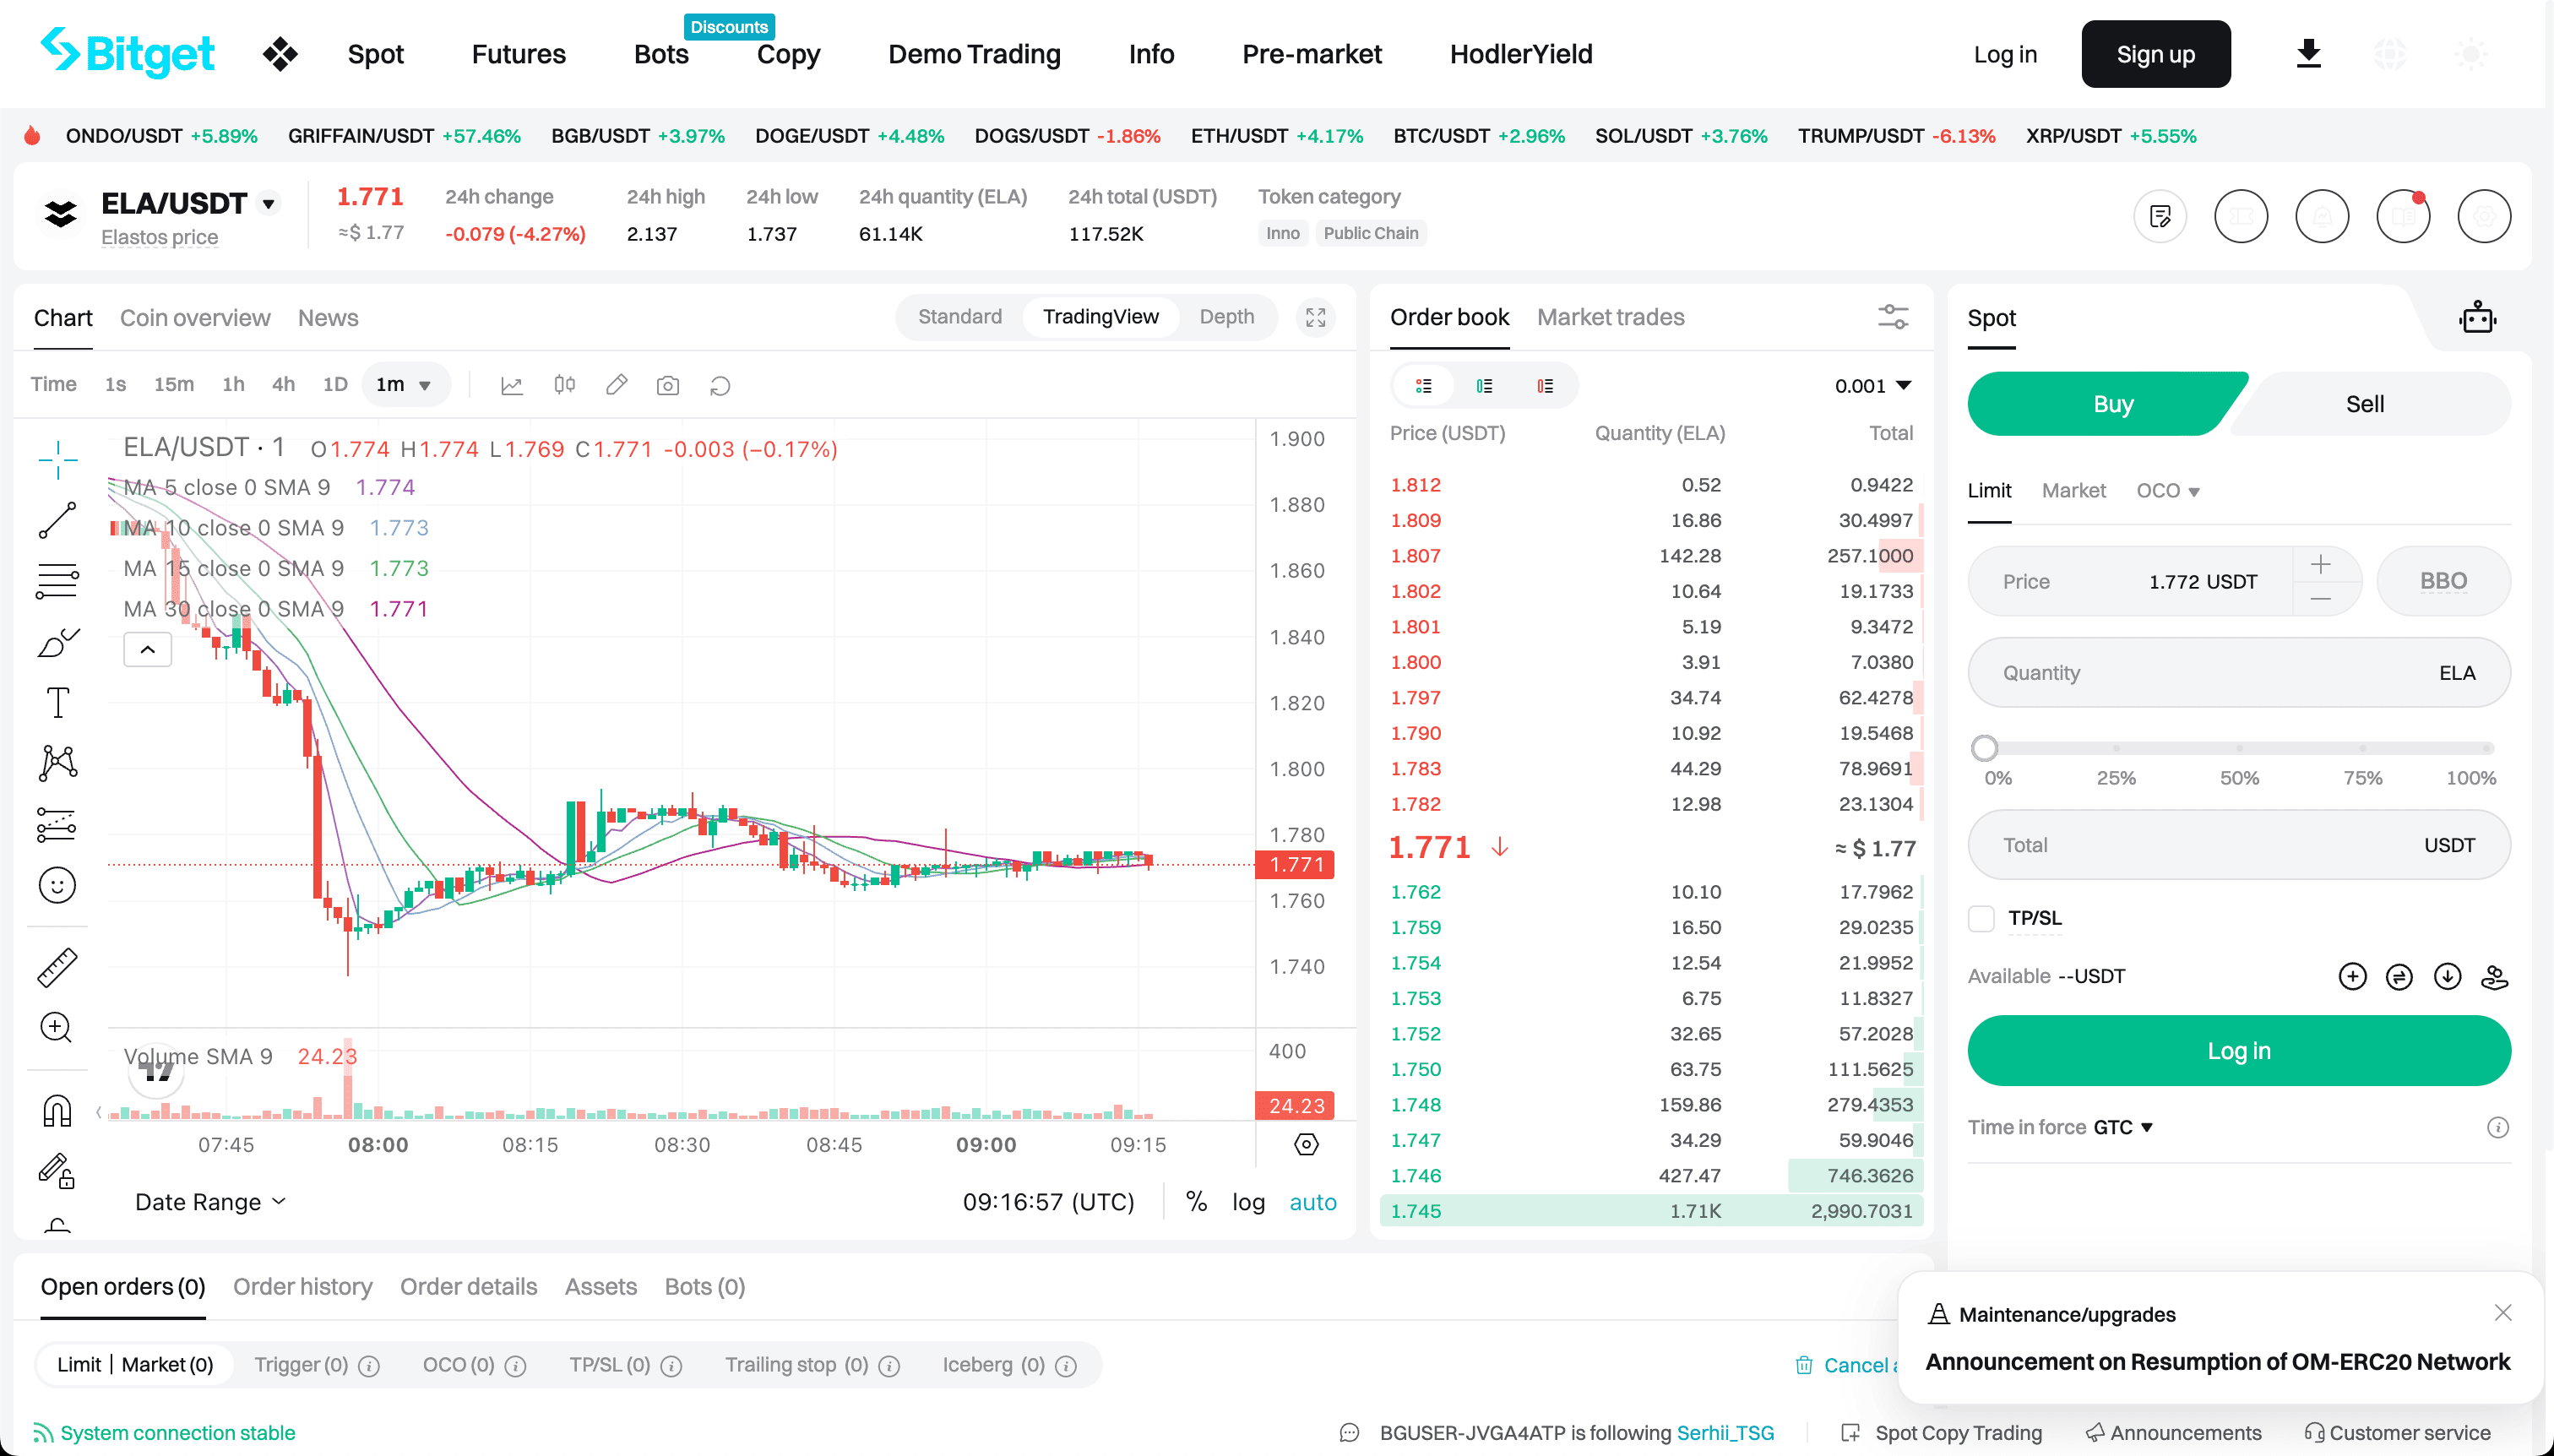 Bitget
Spot
Futures
Bots
Discounts
Copy
Demo Trading
Info
Pre-market
HodlerYield
Log in
Sign up
ONDO/USDT +5.89% GRIFFAIN/USDT +57.46% BGB/USDT +3.97% DOGE/USDT +4.48% DOGS/USDT -1.86% ETH/USDT +4.17% BTC/USDT +2.96% SOL/USDT +3.76% TRUMP/USDT -6.13% XRP/USDT +5.55%
ELA/USDT
Elastos price
1.771
≈$ 1.77
24h change
-0.079 (-4.27%)
24h high
2.137
24h low
1.737
24h quantity (ELA)
61.14K
24h total (USDT)
117.52K
Token category
Inno Public Chain
Chart Coin overview News
Standard TradingView Depth
Time 1s 15m 1h 4h 1D 1m
ELA/USDT · 1 O1.774 H1.774 L1.769 C1.771 -0.003 (−0.17%)
MA 5 close 0 SMA 9 1.774
MA 10 close 0 SMA 9 1.773
MA 15 close 0 SMA 9 1.773
MA 30 close 0 SMA 9 1.771
1.900
1.880
1.860
1.840
1.820
1.800
1.780
1.771
1.760
1.740
Volume SMA 9 24.23
400
24.23
07:45 08:00 08:15 08:30 08:45 09:00 09:15
Date Range
09:16:57 (UTC) % log auto
Order book Market trades
0.001
Price (USDT) Quantity (ELA) Total
1.812 0.52 0.9422
1.809 16.86 30.4997
1.807 142.28 257.1000
1.802 10.64 19.1733
1.801 5.19 9.3472
1.800 3.91 7.0380
1.797 34.74 62.4278
1.790 10.92 19.5468
1.783 44.29 78.9691
1.782 12.98 23.1304
1.771 ≈ $ 1.77
1.762 10.10 17.7962
1.759 16.50 29.0235
1.754 12.54 21.9952
1.753 6.75 11.8327
1.752 32.65 57.2028
1.750 63.75 111.5625
1.748 159.86 279.4353
1.747 34.29 59.9046
1.746 427.47 746.3626
1.745 1.71K 2,990.7031
Spot
Buy Sell
Limit Market OCO
Price 1.772 USDT BBO
Quantity ELA
0% 25% 50% 75% 100%
Total USDT
TP/SL
Available --USDT
Log in
Time in force GTC
Open orders (0) Order history Order details Assets Bots (0)
Limit | Market (0) Trigger (0) OCO (0) TP/SL (0) Trailing stop (0) Iceberg (0)
Cancel
Maintenance/upgrades
Announcement on Resumption of OM-ERC20 Network
System connection stable
BGUSER-JVGA4ATP is following Serhii_TSG
Spot Copy Trading
Announcements
Customer service